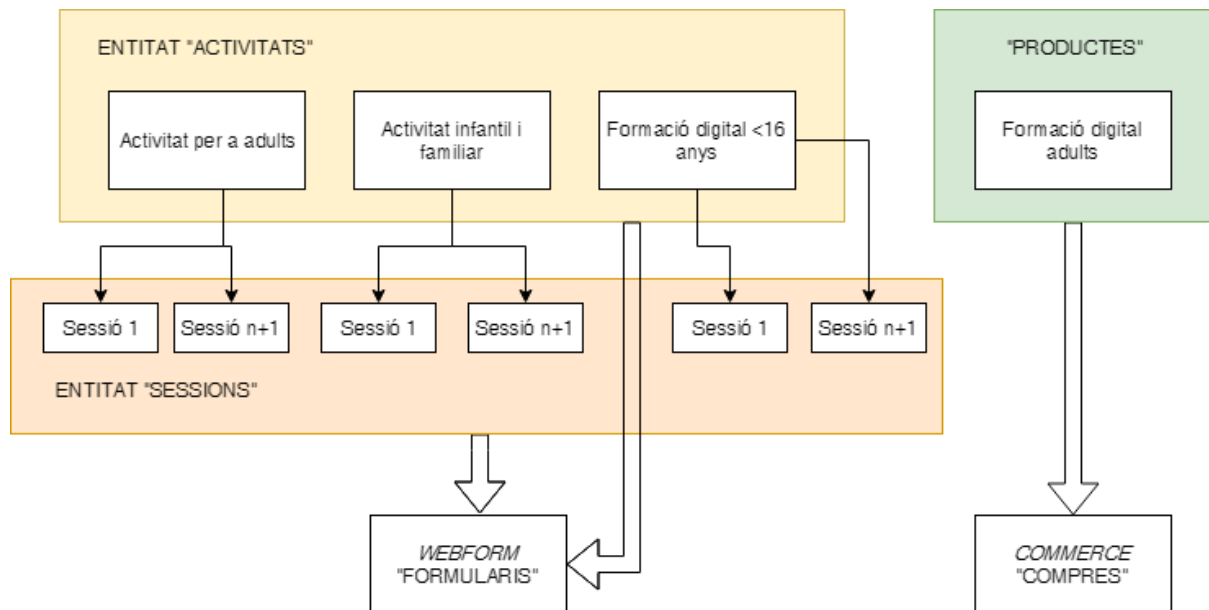 ENTITAT "ACTIVITATS"
"PRODUCTES"
Activitat per a adults
Activitat infantil i
familiar
Formació digital <16
anys
Formació digital
adults
Sessió 1
Sessió n+1
Sessió 1
Sessió n+1
Sessió 1
Sessió n+1
ENTITAT "SESSIONS"
WEBFORM
"FORMULARIS"
COMMERCE
"COMPRES"